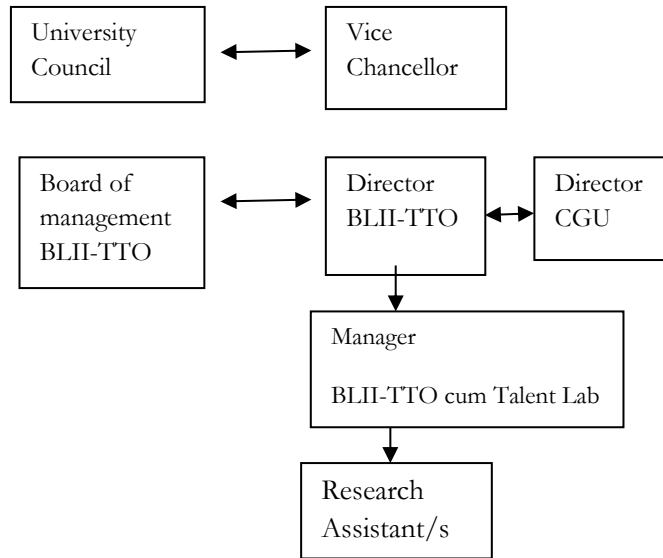 University
Council
Vice
Chancellor
Board of
management
BLII-TTO
Director
BLII-TTO
Director
CGU
Manager
BLII-TTO cum Talent Lab
Research
Assistant/s